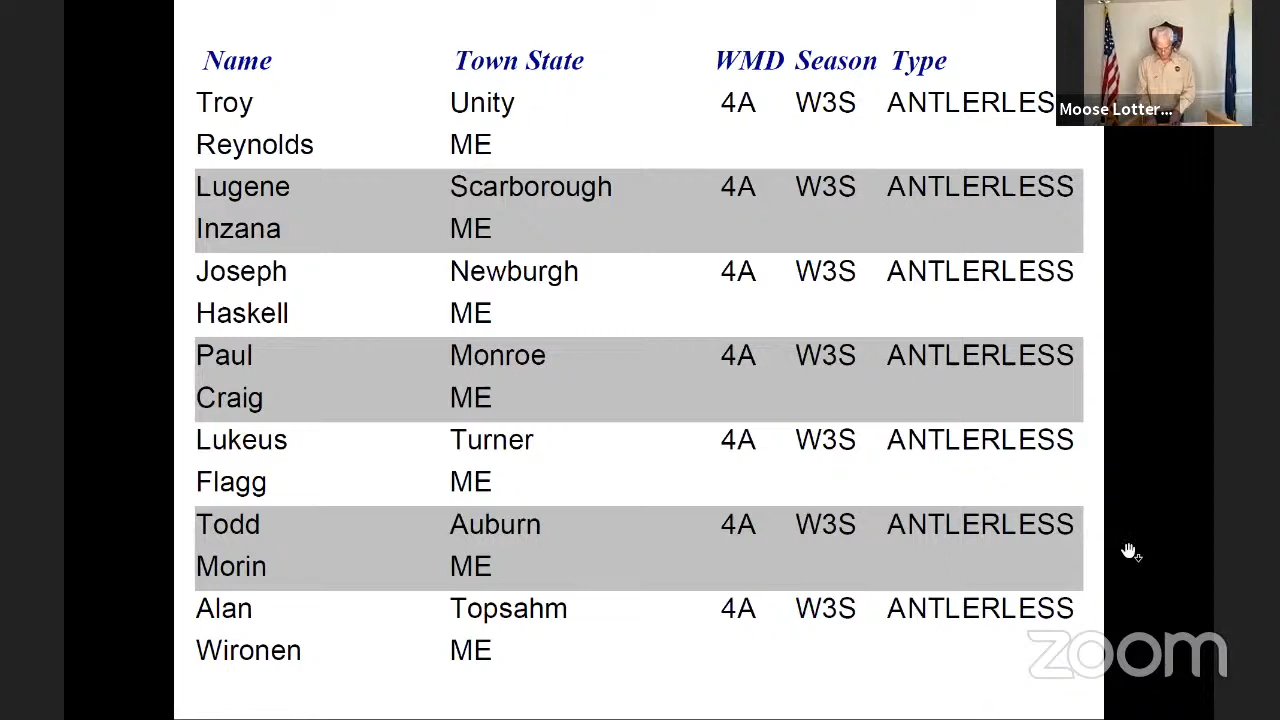 Name Town State WMD Season Type
Troy Unity 4A W3S ANTLERLES
Reynolds ME
Lugene Scarborough 4A W3S ANTLERLESS
Inzana ME
Joseph Newburgh 4A W3S ANTLERLESS
Haskell ME
Paul Monroe 4A W3S ANTLERLESS
Craig ME
Lukeus Turner 4A W3S ANTLERLESS
Flagg ME
Todd Auburn 4A W3S ANTLERLESS
Morin ME
Alan Topsahm 4A W3S ANTLERLESS
Wironen ME
Moose Lotter...
zoom